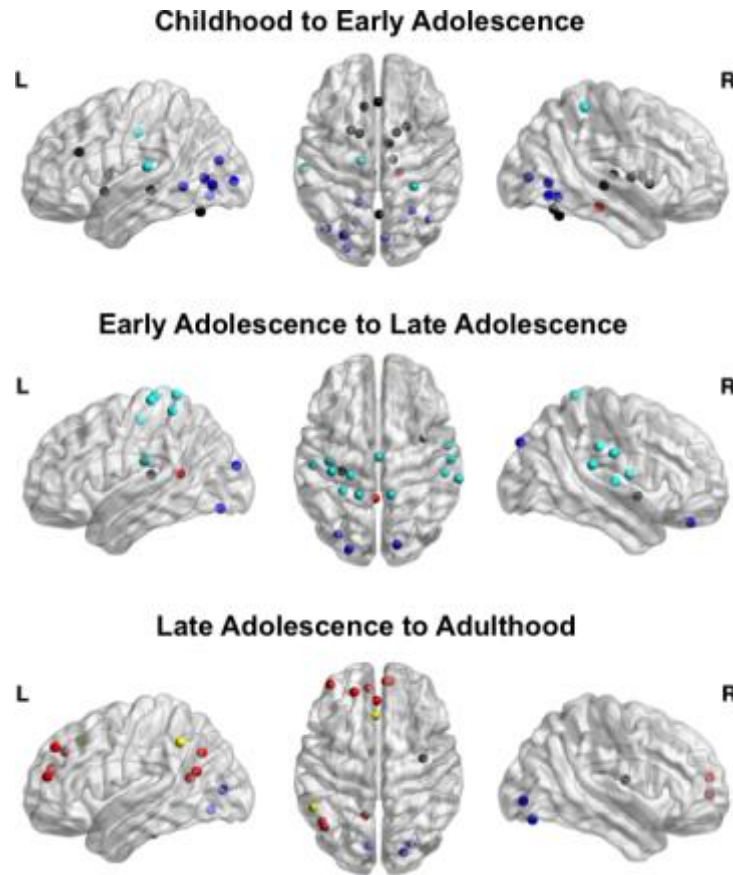 Childhood to Early Adolescence
L
R
Early Adolescence to Late Adolescence
L
R
Late Adolescence to Adulthood
L
R